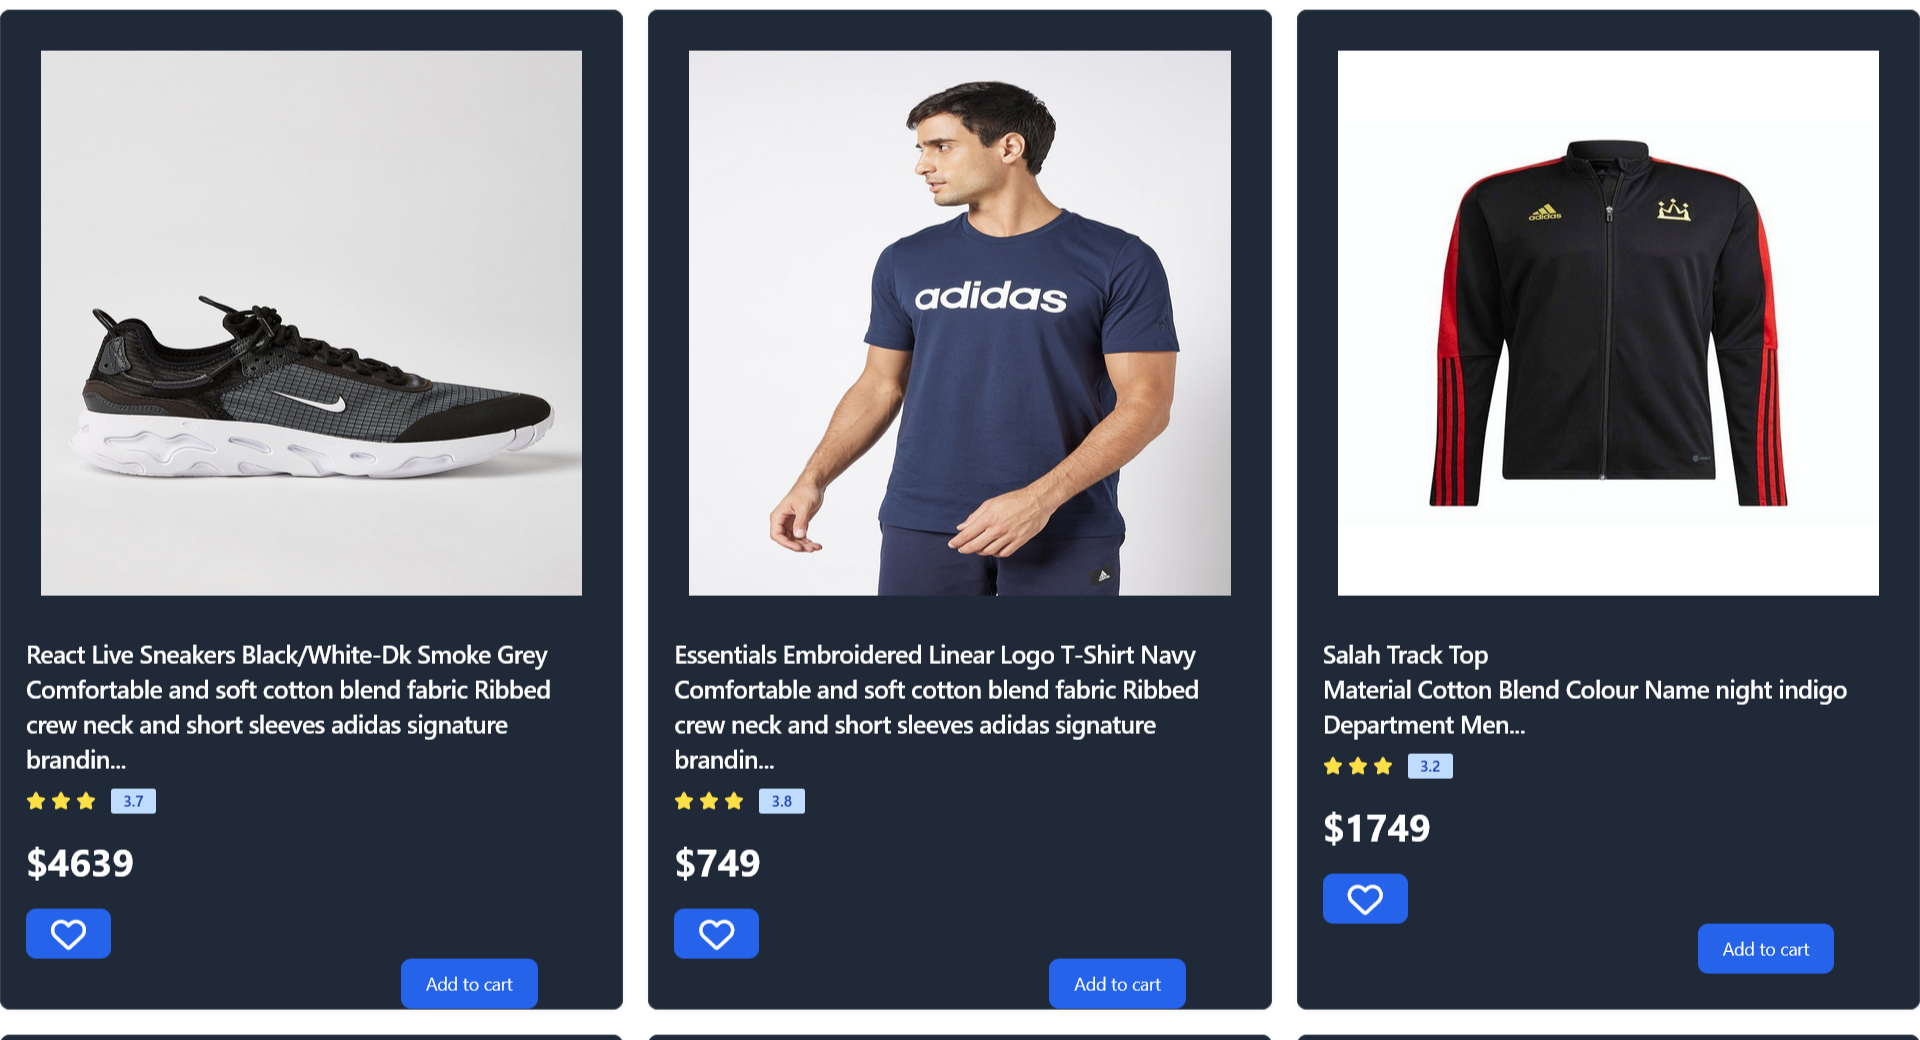 adidas
adidas
React Live Sneakers Black/White-Dk Smoke Grey
Comfortable and soft cotton blend fabric Ribbed
crew neck and short sleeves adidas signature
brandin...
3.7
$4639
Add to cart
Essentials Embroidered Linear Logo T-Shirt Navy
Comfortable and soft cotton blend fabric Ribbed
crew neck and short sleeves adidas signature
brandin...
3.8
$749
Add to cart
Salah Track Top
Material Cotton Blend Colour Name night indigo
Department Men...
3.2
$1749
Add to cart